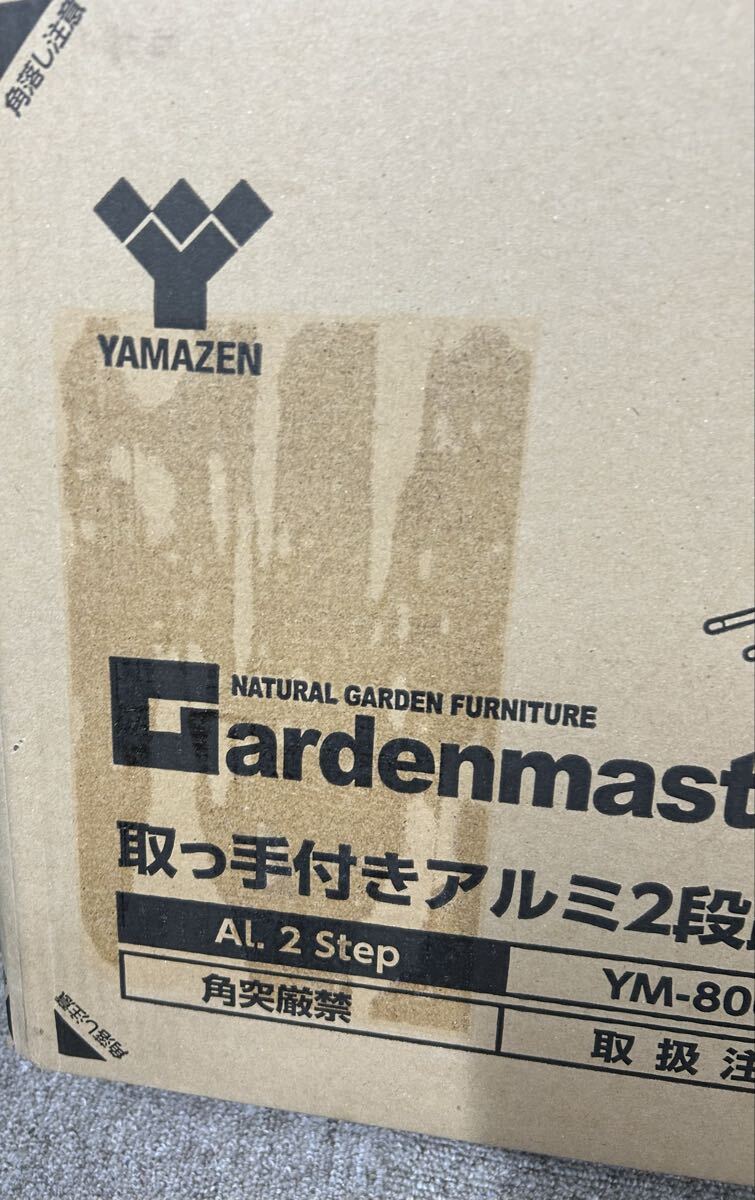 角落し注意
YAMAZEN
NATURAL GARDEN FURNITURE
Gardenmast
取っ手付きアルミ2段
Al. 2 Step
YM-80
角突厳禁
取扱注
角落し注意